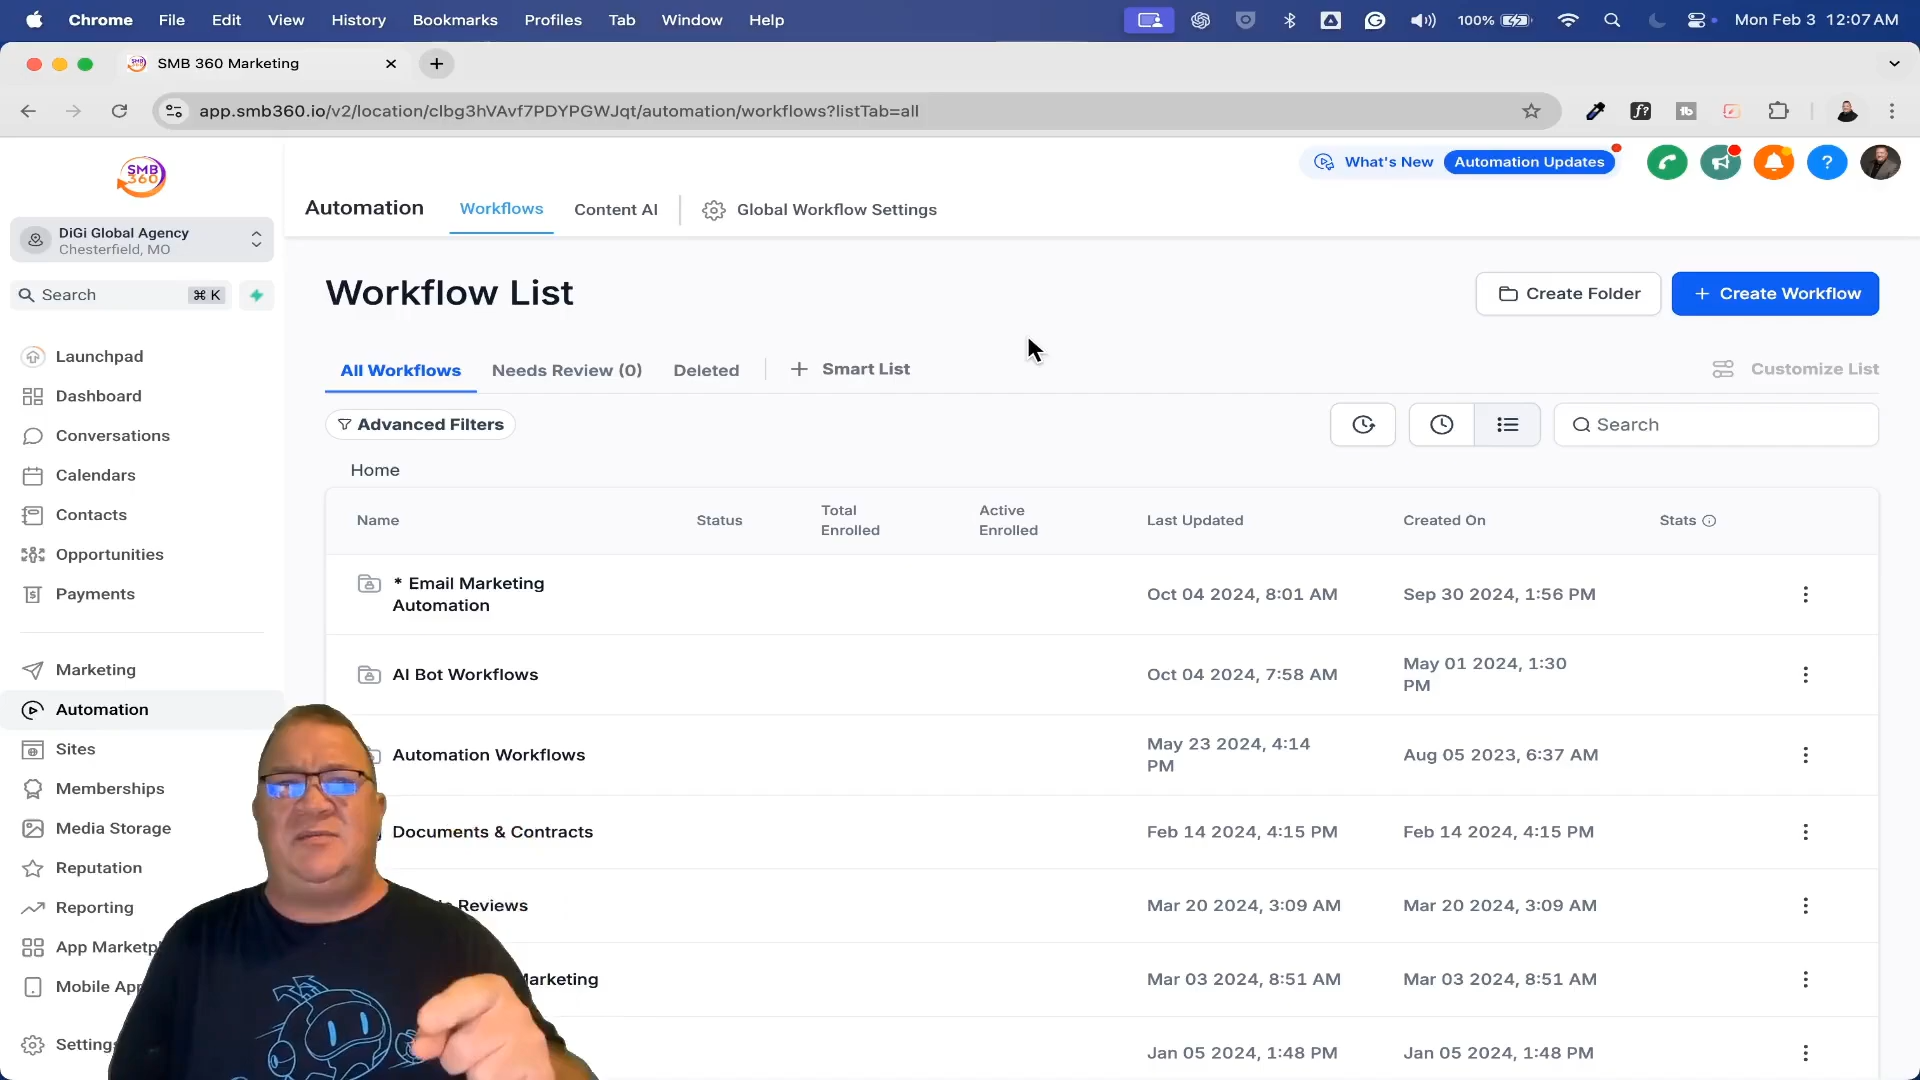 Chrome File Edit View History Bookmarks Profiles Tab Window Help 100% Mon Feb 3 12:07 AM
SMB 360 Marketing
app.smb360.io/v2/location/clbg3hVAvf7PDYPGWJqt/automation/workflows?listTab=all
SMB
360
What's New Automation Updates
Automation Workflows Content AI Global Workflow Settings
DiGi Global Agency
Chesterfield, MO
Search ⌘ K
Launchpad
Dashboard
Conversations
Calendars
Contacts
Opportunities
Payments
Marketing
Automation
Sites
Memberships
Media Storage
Reputation
Reporting
App Marketpl
Mobile App
Settings
Workflow List
Create Folder
+ Create Workflow
All Workflows Needs Review (0) Deleted + Smart List Customize List
Advanced Filters Search
Home
Name Status Total Enrolled Active Enrolled Last Updated Created On Stats
* Email Marketing Automation Oct 04 2024, 8:01 AM Sep 30 2024, 1:56 PM
AI Bot Workflows Oct 04 2024, 7:58 AM May 01 2024, 1:30 PM
Automation Workflows May 23 2024, 4:14 PM Aug 05 2023, 6:37 AM
Documents & Contracts Feb 14 2024, 4:15 PM Feb 14 2024, 4:15 PM
Reviews Mar 20 2024, 3:09 AM Mar 20 2024, 3:09 AM
Marketing Mar 03 2024, 8:51 AM Mar 03 2024, 8:51 AM
Jan 05 2024, 1:48 PM Jan 05 2024, 1:48 PM